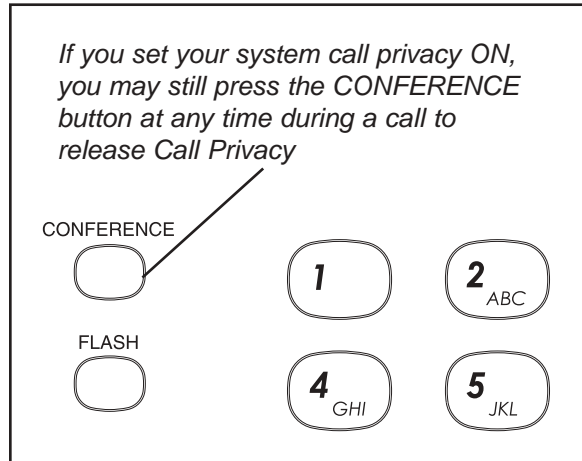 If you set your system call privacy ON,
you may still press the CONFERENCE
button at any time during a call to
release Call Privacy
CONFERENCE
1
2 ABC
FLASH
4 GHI
5 JKL